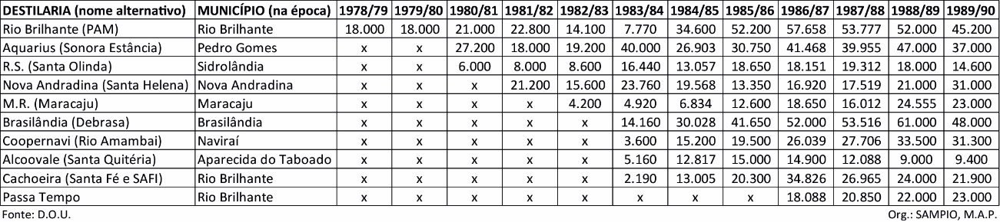 DESTILARIA (nome alternativo) MUNICÍPIO (na época) 1978/79 1979/80 1980/81 1981/82 1982/83 1983/84 1984/85 1985/86 1986/87 1987/88 1988/89 1989/90
Rio Brilhante (PAM) Rio Brilhante 18.000 18.000 21.000 22.800 14.100 7.770 34.600 52.200 57.658 53.777 52.000 45.200
Aquarius (Sonora Estância) Pedro Gomes x x 27.200 18.000 19.200 40.000 26.903 30.750 41.468 39.955 47.000 37.000
R.S. (Santa Olinda) Sidrolândia x x 6.000 8.000 8.600 16.440 13.057 18.650 18.151 19.312 18.000 14.600
Nova Andradina (Santa Helena) Nova Andradina x x x 21.200 15.600 23.760 19.568 13.350 16.920 17.519 21.000 31.000
M.R. (Maracaju) Maracaju x x x x 4.200 4.920 6.834 12.600 18.650 16.012 24.555 23.000
Brasilândia (Debrasa) Brasilândia x x x x x 14.160 30.028 41.650 52.000 53.516 61.000 48.000
Coopernavi (Rio Amambai) Naviraí x x x x x 3.600 15.200 19.500 26.039 27.706 33.500 31.300
Alcoovale (Santa Quitéria) Aparecida do Taboado x x x x x 5.160 12.817 15.000 14.900 12.088 9.000 9.400
Cachoeira (Santa Fé e SAFI) Rio Brilhante x x x x x 2.190 13.005 20.300 34.826 26.965 24.000 21.900
Passa Tempo Rio Brilhante x x x x x x x x 18.088 20.850 22.000 23.000
Fonte: D.O.U. Org.: SAMPIO, M.A.P.